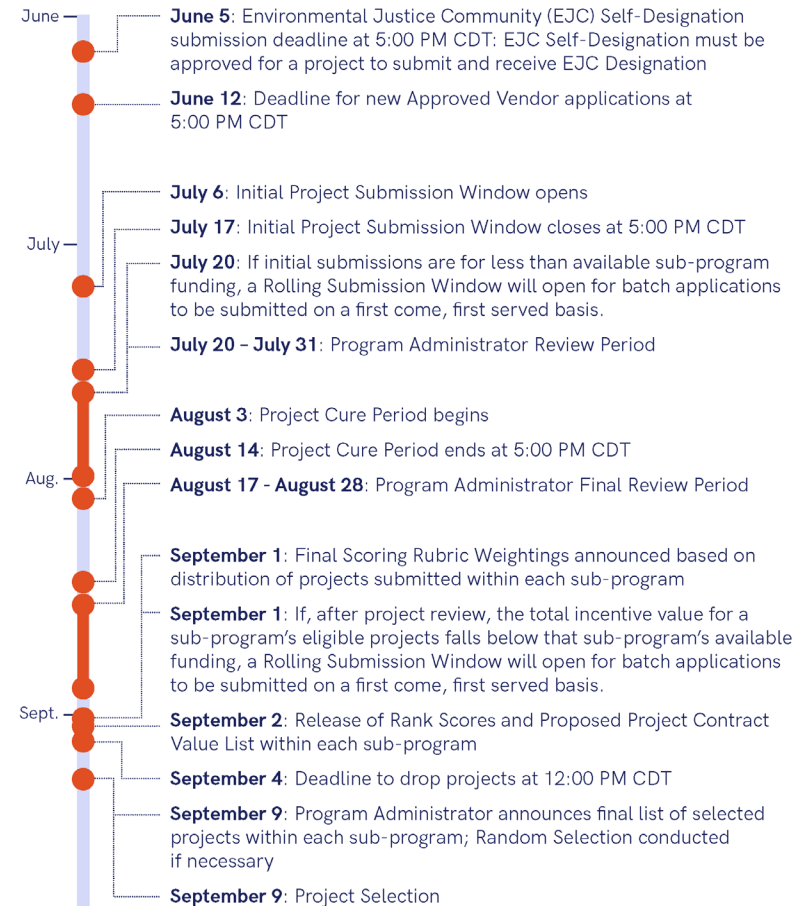 June
June 5: Environmental Justice Community (EJC) Self-Designation
submission deadline at 5:00 PM CDT: EJC Self-Designation must be
approved for a project to submit and receive EJC Designation
June 12: Deadline for new Approved Vendor applications at
5:00 PM CDT
July 6: Initial Project Submission Window opens
July 17: Initial Project Submission Window closes at 5:00 PM CDT
July
July 20: If initial submissions are for less than available sub-program
funding, a Rolling Submission Window will open for batch applications
to be submitted on a first come, first served basis.
July 20 – July 31: Program Administrator Review Period
August 3: Project Cure Period begins
August 14: Project Cure Period ends at 5:00 PM CDT
Aug.
August 17 - August 28: Program Administrator Final Review Period
September 1: Final Scoring Rubric Weightings announced based on
distribution of projects submitted within each sub-program
September 1: If, after project review, the total incentive value for a
sub-program's eligible projects falls below that sub-program's available
funding, a Rolling Submission Window will open for batch applications
to be submitted on a first come, first served basis.
Sept.
September 2: Release of Rank Scores and Proposed Project Contract
Value List within each sub-program
September 4: Deadline to drop projects at 12:00 PM CDT
September 9: Program Administrator announces final list of selected
projects within each sub-program; Random Selection conducted
if necessary
September 9: Project Selection